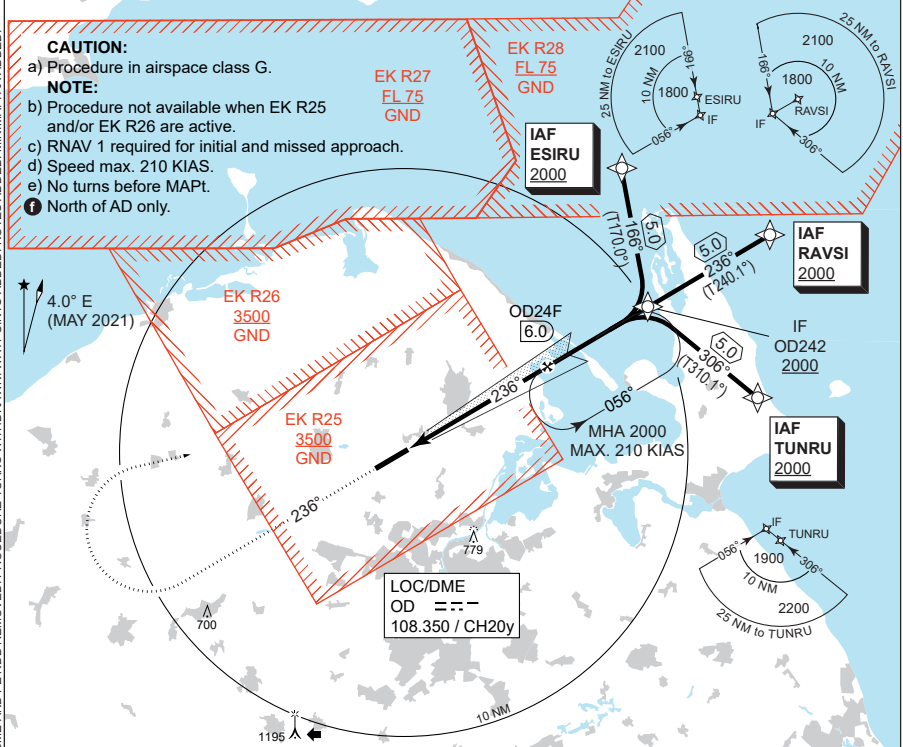 CAUTION:
a) Procedure in airspace class G.
NOTE:
b) Procedure not available when EK R25
and/or EK R26 are active.
c) RNAV 1 required for initial and missed approach.
d) Speed max. 210 KIAS.
e) No turns before MAPt.
f North of AD only.
EK R27
FL 75
GND
EK R28
FL 75
GND
25 NM to ESIRU
2100
166°
10 NM
1800
ESIRU
IF
056°
25 NM to RAVSI
2100
166°
10 NM
1800
RAVSI
IF
306°
IAF
ESIRU
2000
5.0
166°
(T170.0°)
5.0
236°
(T240.1°)
IAF
RAVSI
2000
4.0° E
(MAY 2021)
EK R26
3500
GND
OD24F
6.0
IF
OD242
2000
5.0
306°
(T310.1°)
236°
056°
MHA 2000
MAX. 210 KIAS
IAF
TUNRU
2000
EK R25
3500
GND
236°
779
IF
TUNRU
056°
306°
1900
10 NM
2200
25 NM to TUNRU
LOC/DME
OD
108.350 / CH20y
700
10 NM
1195